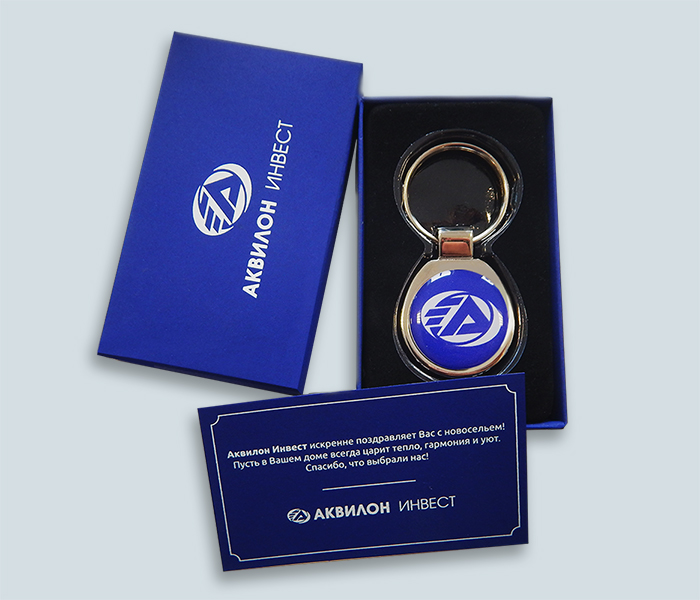 АКВИЛОН ИНВЕСТ
Аквилон Инвест искренне поздравляет Вас с новосельем!
Пусть в Вашем доме всегда царит тепло, гармония и уют.
Спасибо, что выбрали нас!
АКВИЛОН ИНВЕСТ